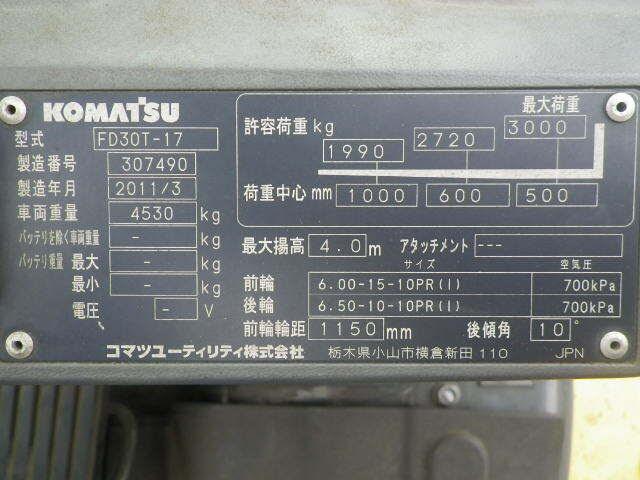 KOMATSU
型式 FD30T-17
製造番号 307490
製造年月 2011/3
車両重量 4530 kg
バッテリを除く車両重量 - kg
バッテリ重量 最大 - kg
最小 - kg
電圧 - V
最大荷重
許容荷重 kg 1990 2720 3000
荷重中心 mm 1000 600 500
最大揚高 4.0 m アタッチメント ---
サイズ 空気圧
前輪 6.00-15-10PR(I) 700kPa
後輪 6.50-10-10PR(I) 700kPa
前輪輪距 1150 mm 後傾角 10°
コマツユーティリティ株式会社 栃木県小山市横倉新田 110 JPN